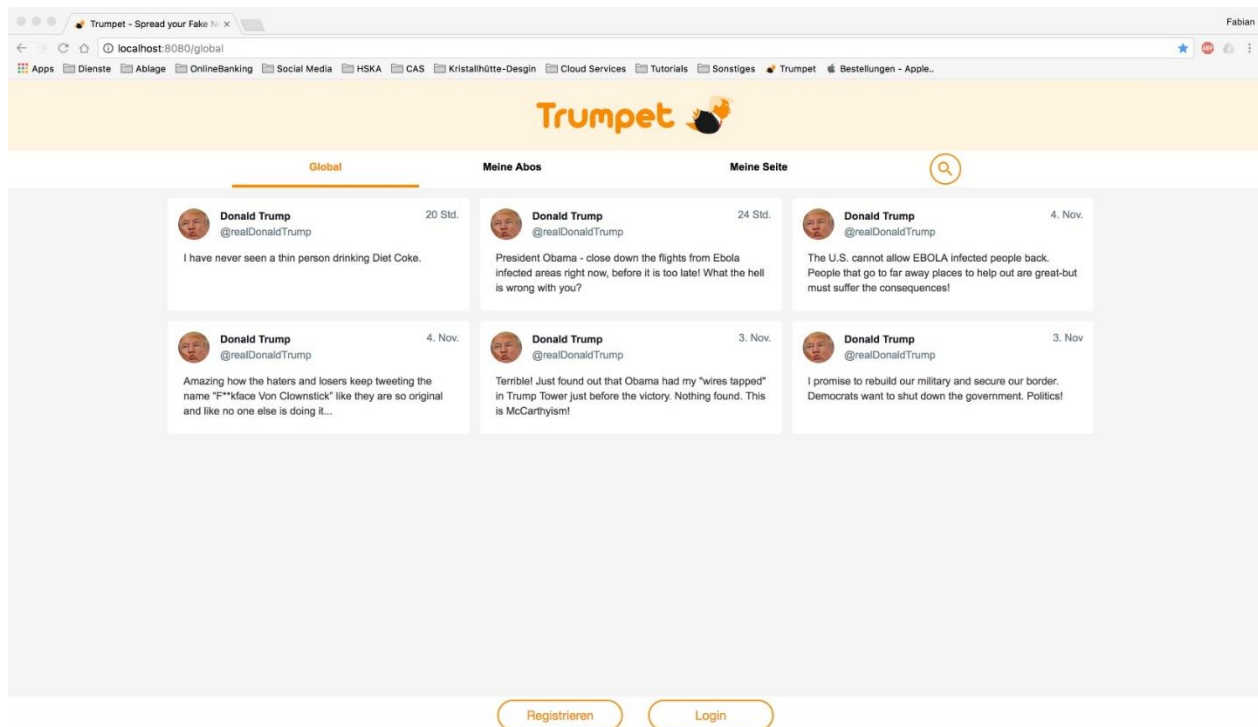 Trumpet - Spread your Fake N
Fabian
localhost:8080/global
Apps Dienste Ablage OnlineBanking Social Media HSKA CAS Kristallhütte-Desgin Cloud Services Tutorials Sonstiges Trumpet Bestellungen - Apple..
Trumpet
Global Meine Abos Meine Seite
Donald Trump 20 Std.
@realDonaldTrump
I have never seen a thin person drinking Diet Coke.
Donald Trump 24 Std.
@realDonaldTrump
President Obama - close down the flights from Ebola
infected areas right now, before it is too late! What the hell
is wrong with you?
Donald Trump 4. Nov.
@realDonaldTrump
The U.S. cannot allow EBOLA infected people back.
People that go to far away places to help out are great-but
must suffer the consequences!
Donald Trump 4. Nov.
@realDonaldTrump
Amazing how the haters and losers keep tweeting the
name "F**kface Von Clownstick" like they are so original
and like no one else is doing it...
Donald Trump 3. Nov.
@realDonaldTrump
Terrible! Just found out that Obama had my "wires tapped"
in Trump Tower just before the victory. Nothing found. This
is McCarthyism!
Donald Trump 3. Nov
@realDonaldTrump
I promise to rebuild our military and secure our border.
Democrats want to shut down the government. Politics!
Registrieren Login